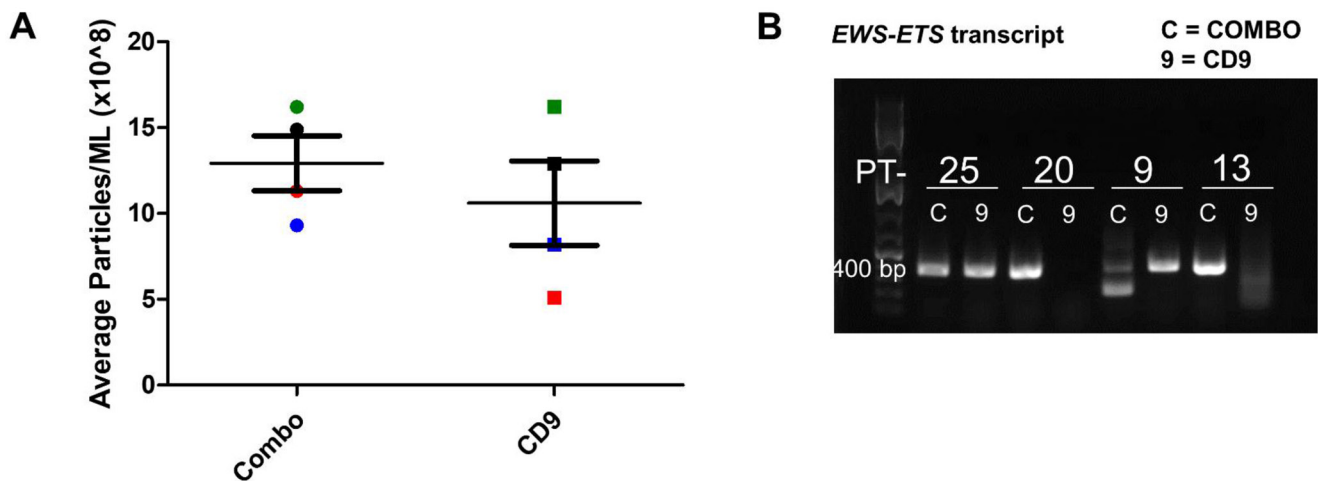 A
Average Particles/ML (x10^8)
20
15
10
5
0
Combo
CD9
B
EWS-ETS transcript
C = COMBO
9 = CD9
PT-
25
20
9
13
C 9 C 9 C 9 C 9
400 bp